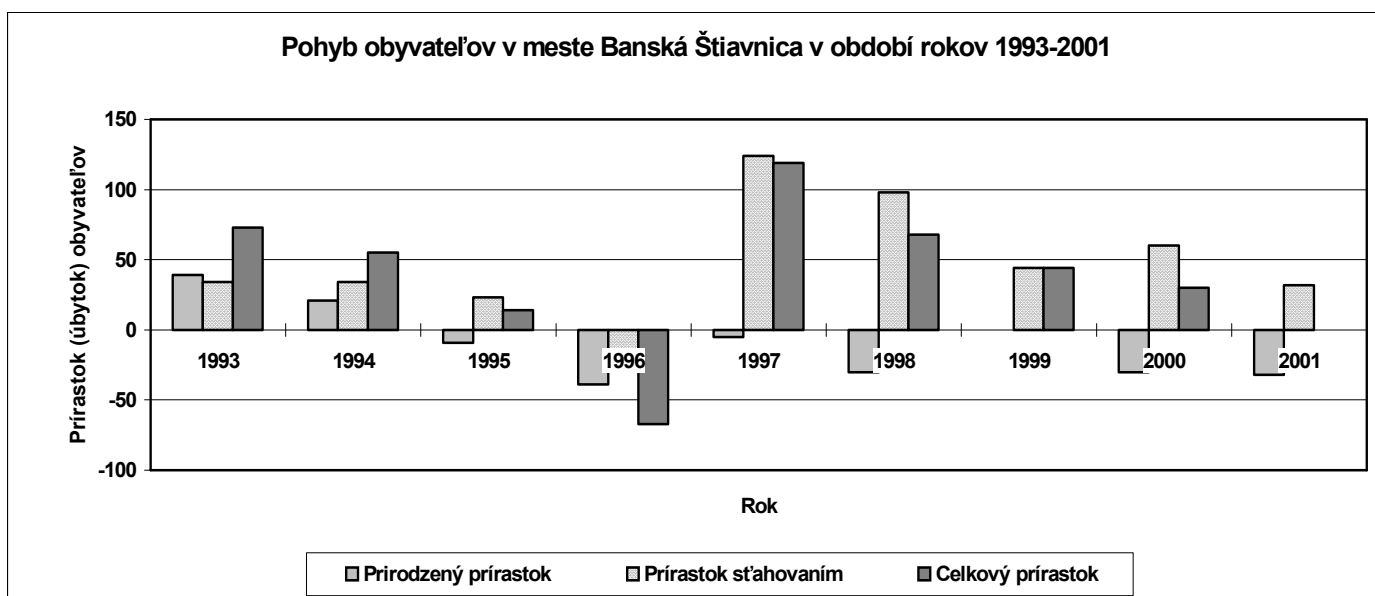 Pohyb obyvateľov v meste Banská Štiavnica v období rokov 1993-2001
Prírastok (úbytok) obyvateľov
150
100
50
0
-50
-100
1993 1994 1995 1996 1997 1998 1999 2000 2001
Rok
Prirodzený prírastok Prírastok sťahovaním Celkový prírastok